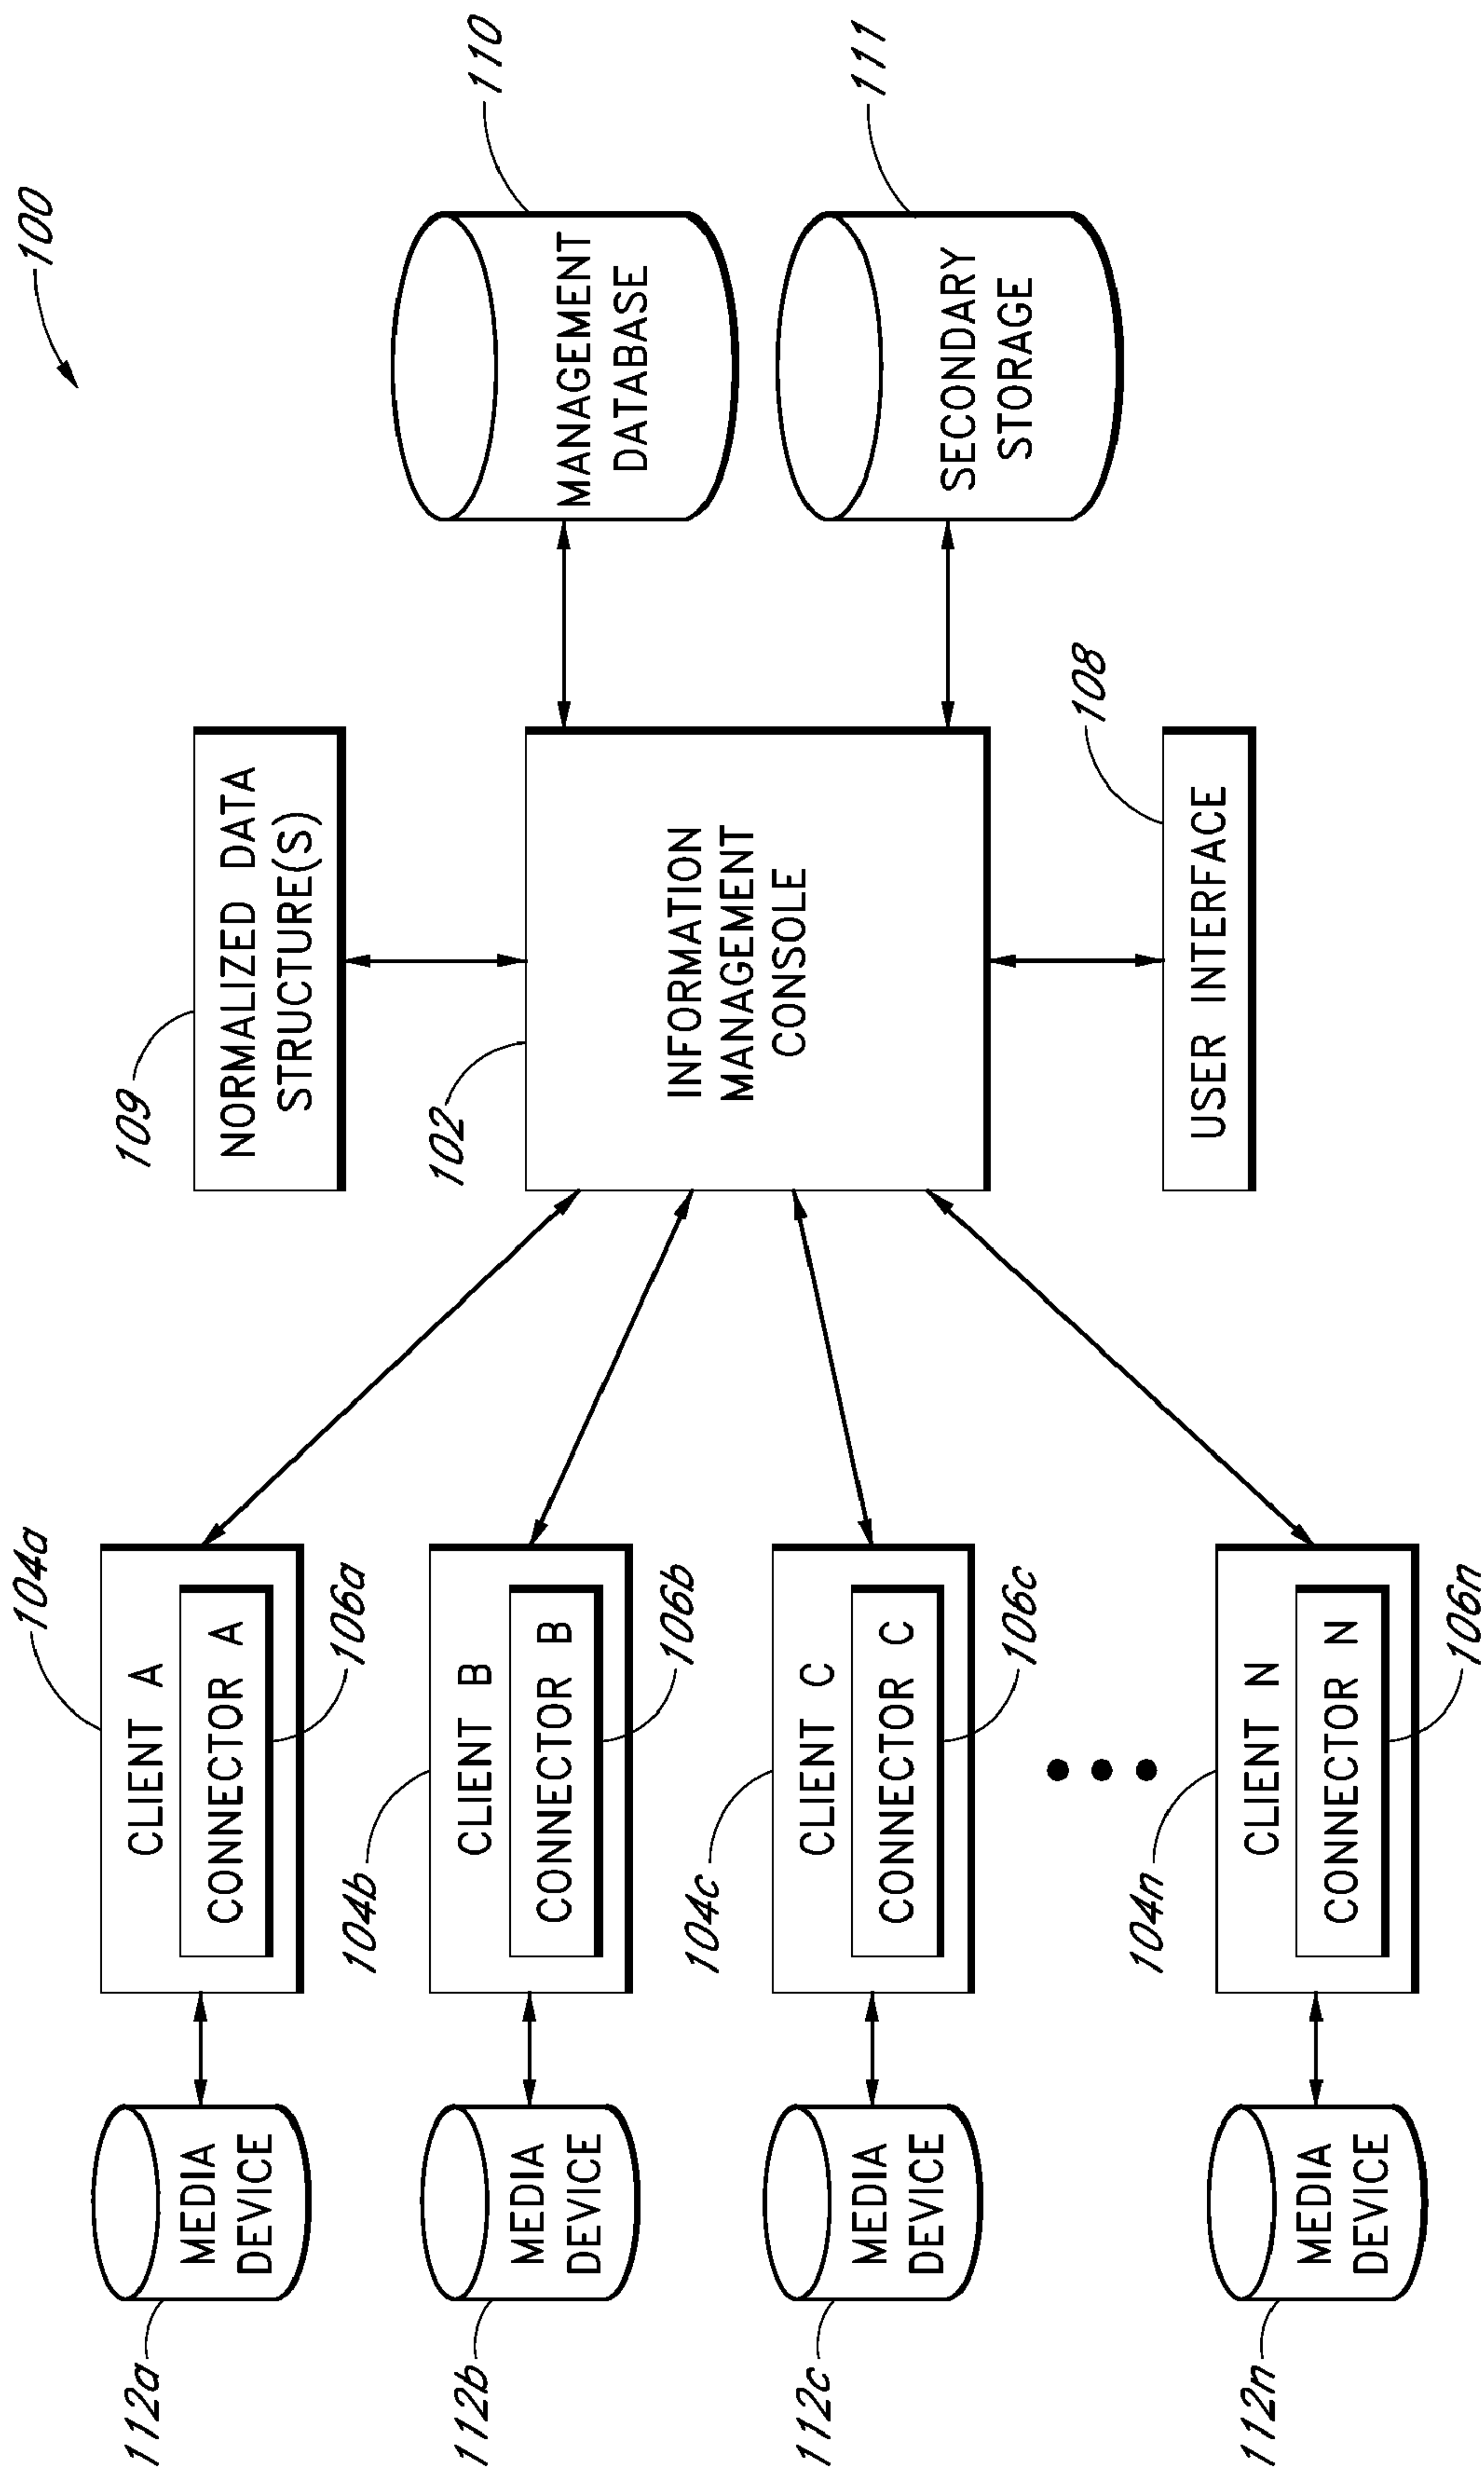 100
109
NORMALIZED DATA
STRUCTURE(S)
110
MANAGEMENT
DATABASE
102
INFORMATION
MANAGEMENT
CONSOLE
111
SECONDARY
STORAGE
108
USER INTERFACE
104a
CLIENT A
CONNECTOR A
106a
112a
MEDIA
DEVICE
104b
CLIENT B
CONNECTOR B
106b
112b
MEDIA
DEVICE
104c
CLIENT C
CONNECTOR C
106c
112c
MEDIA
DEVICE
104n
CLIENT N
CONNECTOR N
106n
112n
MEDIA
DEVICE